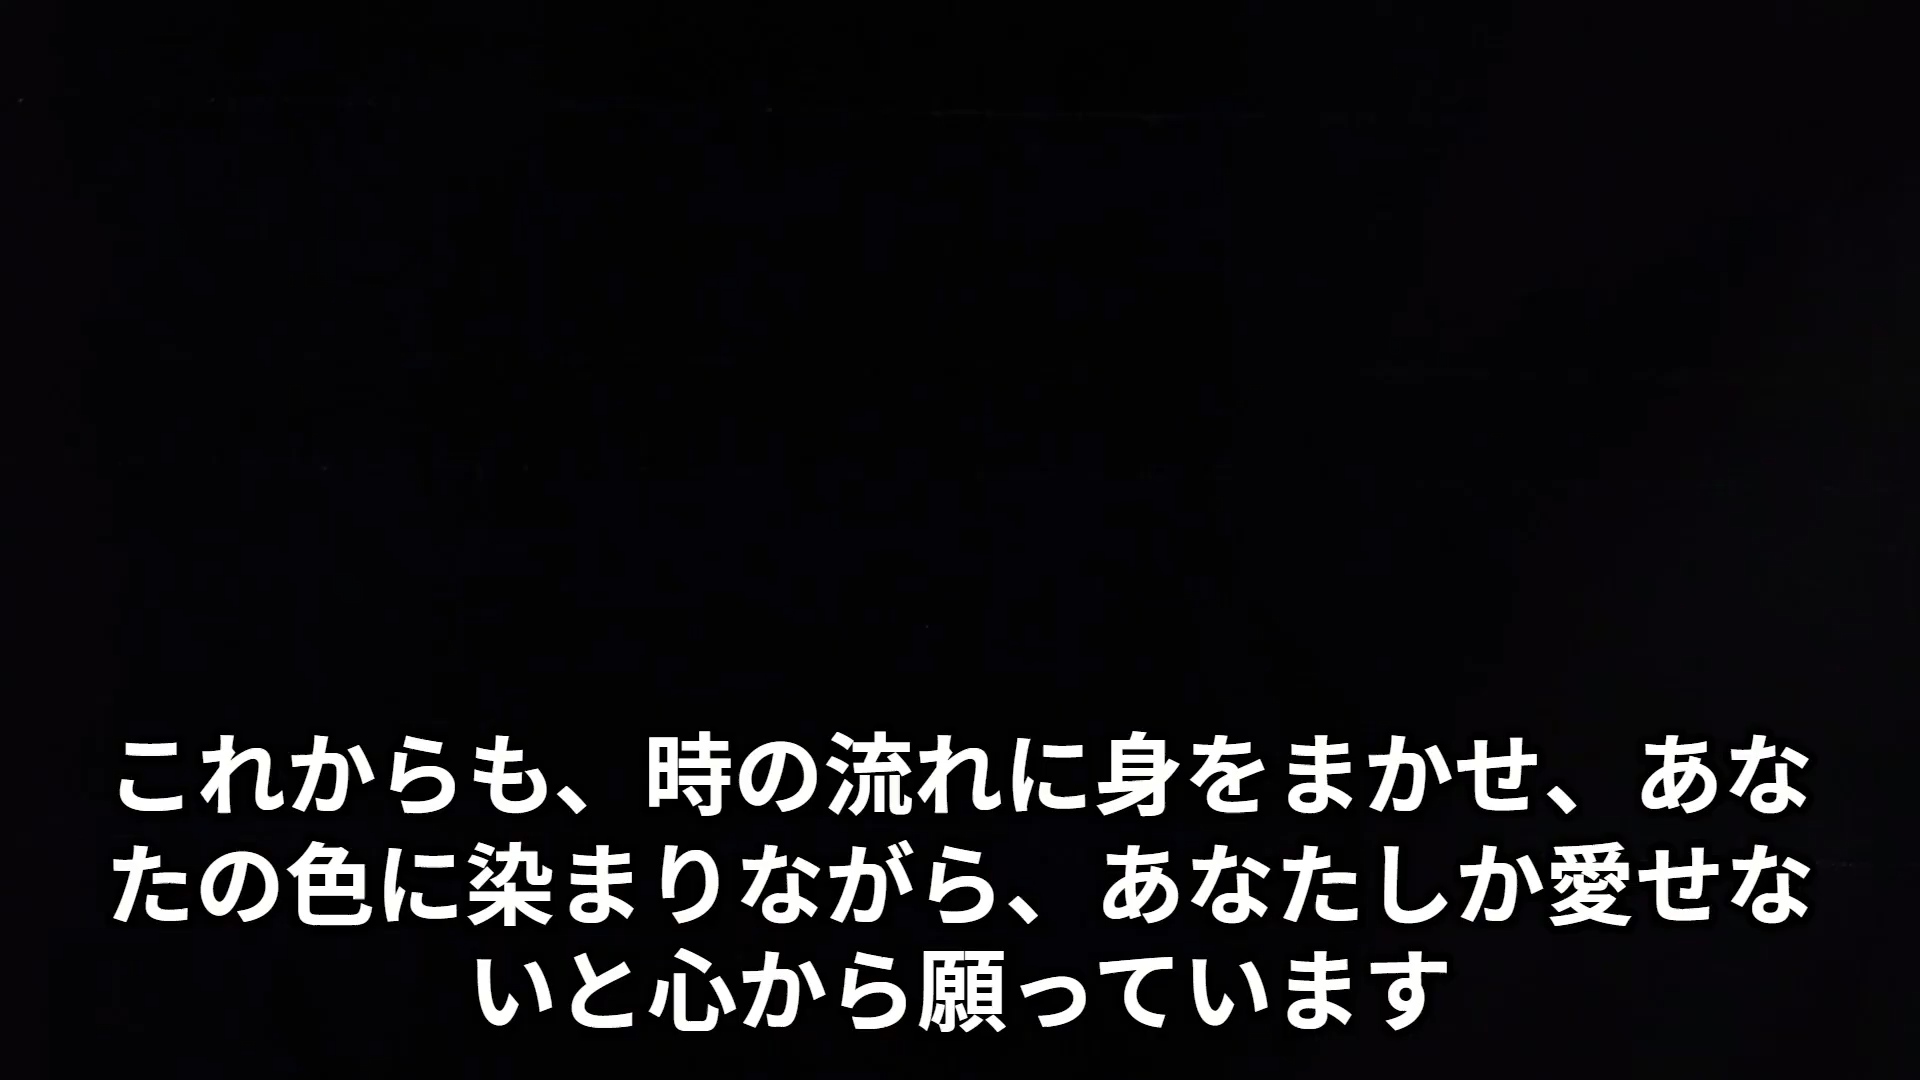 これからも、時の流れに身をまかせ、あな
たの色に染まりながら、あなたしか愛せな
いと心から願っています